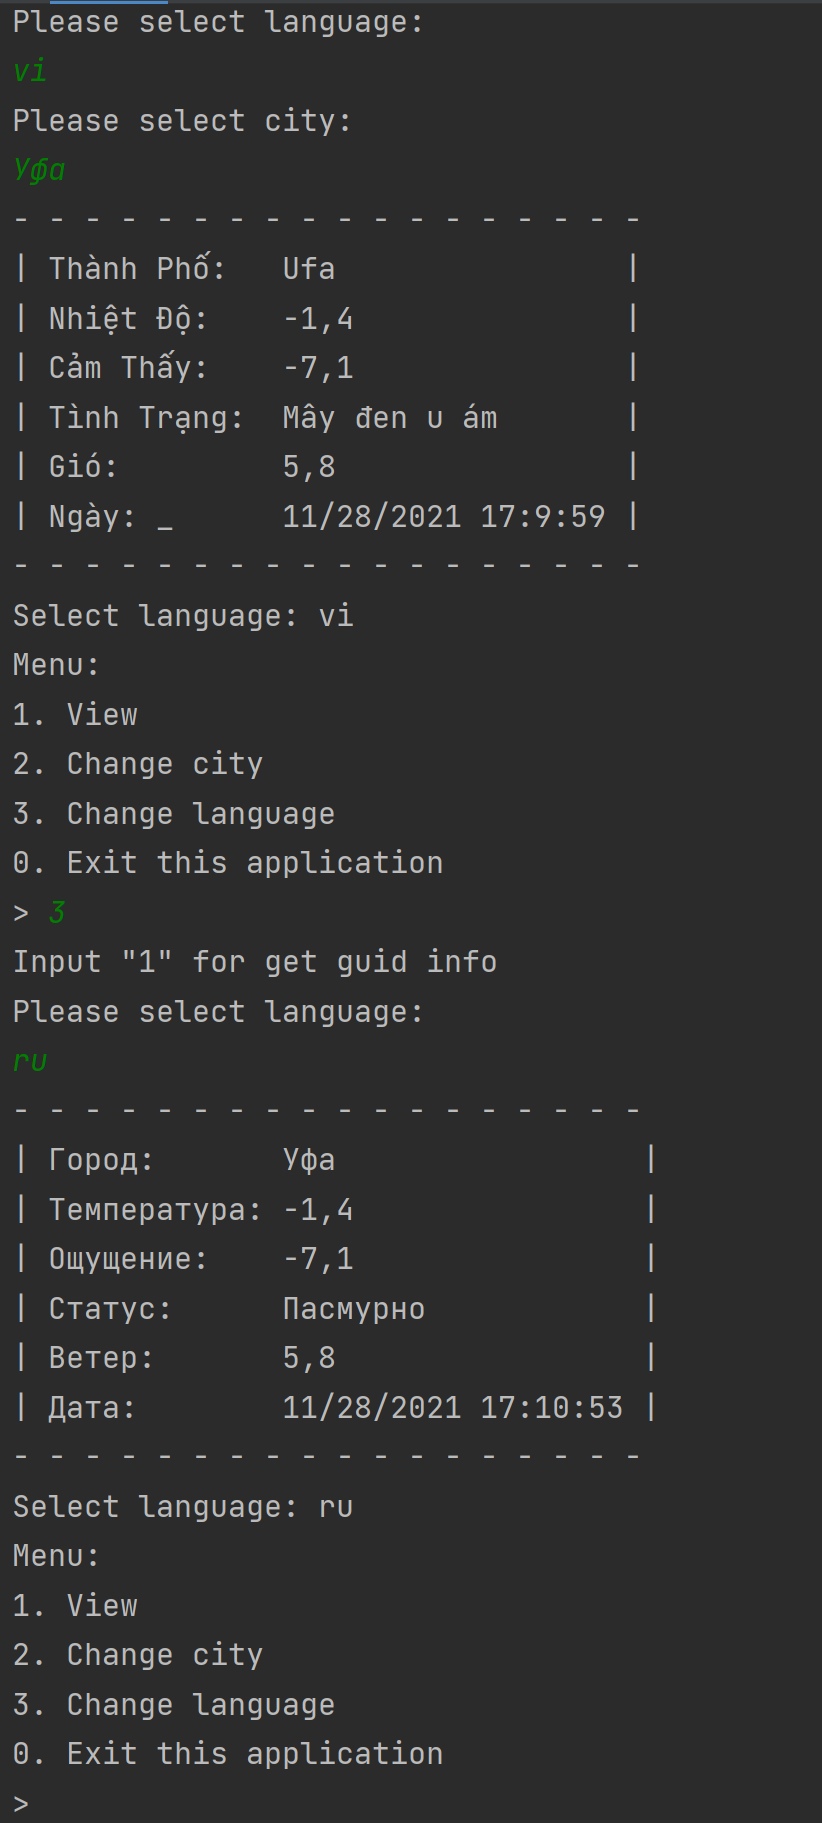 Please select language:
vi
Please select city:
Уфа
- - - - - - - - - - - - - - - - - -
| Thành Phố:   Ufa                |
| Nhiệt Độ:    -1,4               |
| Cảm Thấy:    -7,1               |
| Tình Trạng:  Mây đen u ám       |
| Gió:         5,8                |
| Ngày: _      11/28/2021 17:9:59 |
- - - - - - - - - - - - - - - - - -
Select language: vi
Menu:
1. View
2. Change city
3. Change language
0. Exit this application
> 3
Input "1" for get guid info
Please select language:
ru
- - - - - - - - - - - - - - - - - -
| Город:       Уфа                 |
| Температура: -1,4                |
| Ощущение:    -7,1                |
| Статус:      Пасмурно            |
| Ветер:       5,8                 |
| Дата:        11/28/2021 17:10:53 |
- - - - - - - - - - - - - - - - - -
Select language: ru
Menu:
1. View
2. Change city
3. Change language
0. Exit this application
>